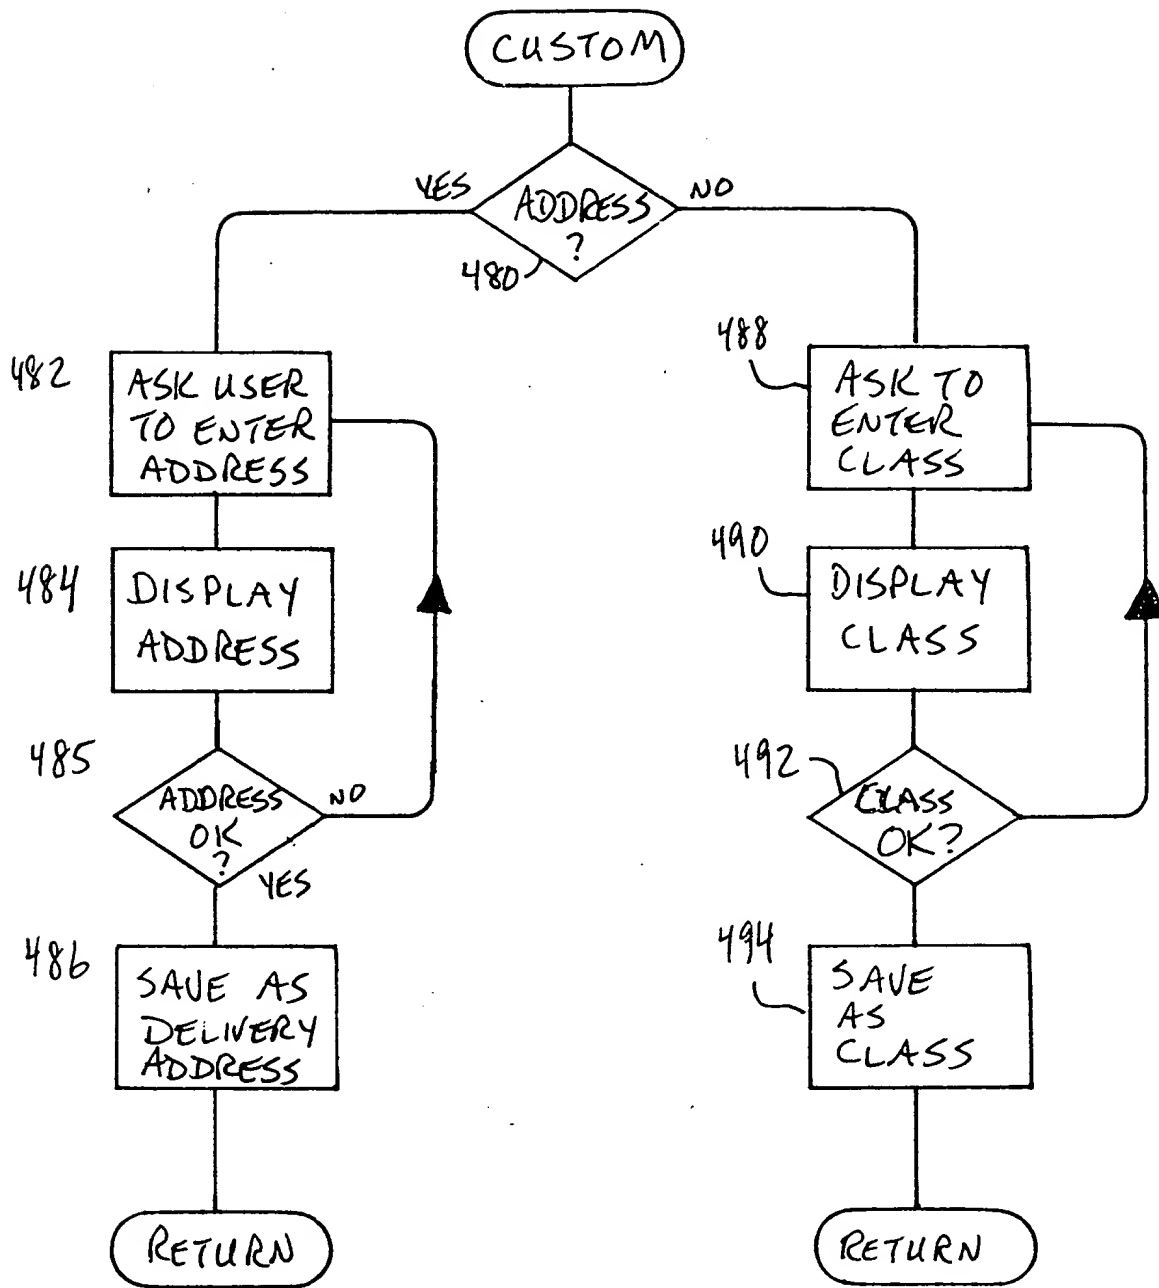 CUSTOM
YES
ADDRESS
?
NO
480
482
ASK USER
TO ENTER
ADDRESS
484
DISPLAY
ADDRESS
485
ADDRESS
OK
?
NO
YES
486
SAVE AS
DELIVERY
ADDRESS
RETURN
488
ASK TO
ENTER
CLASS
490
DISPLAY
CLASS
492
CLASS
OK?
494
SAVE
AS
CLASS
RETURN